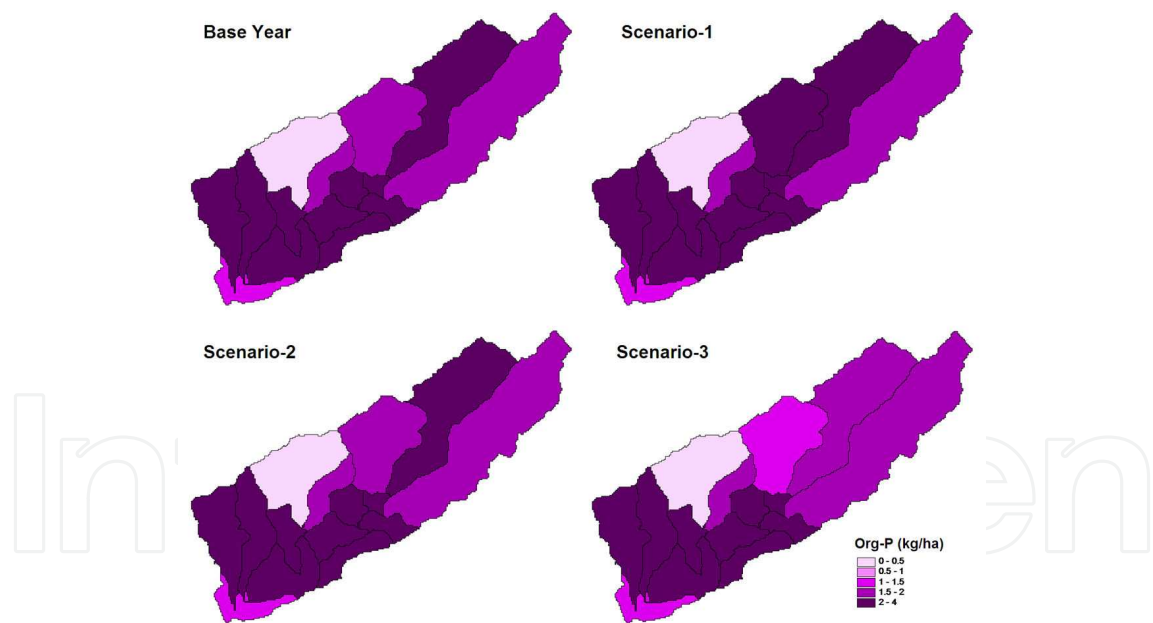 Base Year
Scenario-1
Scenario-2
Scenario-3
Org-P (kg/ha)
0 - 0.5
0.5 - 1
1 - 1.5
1.5 - 2
2 - 4